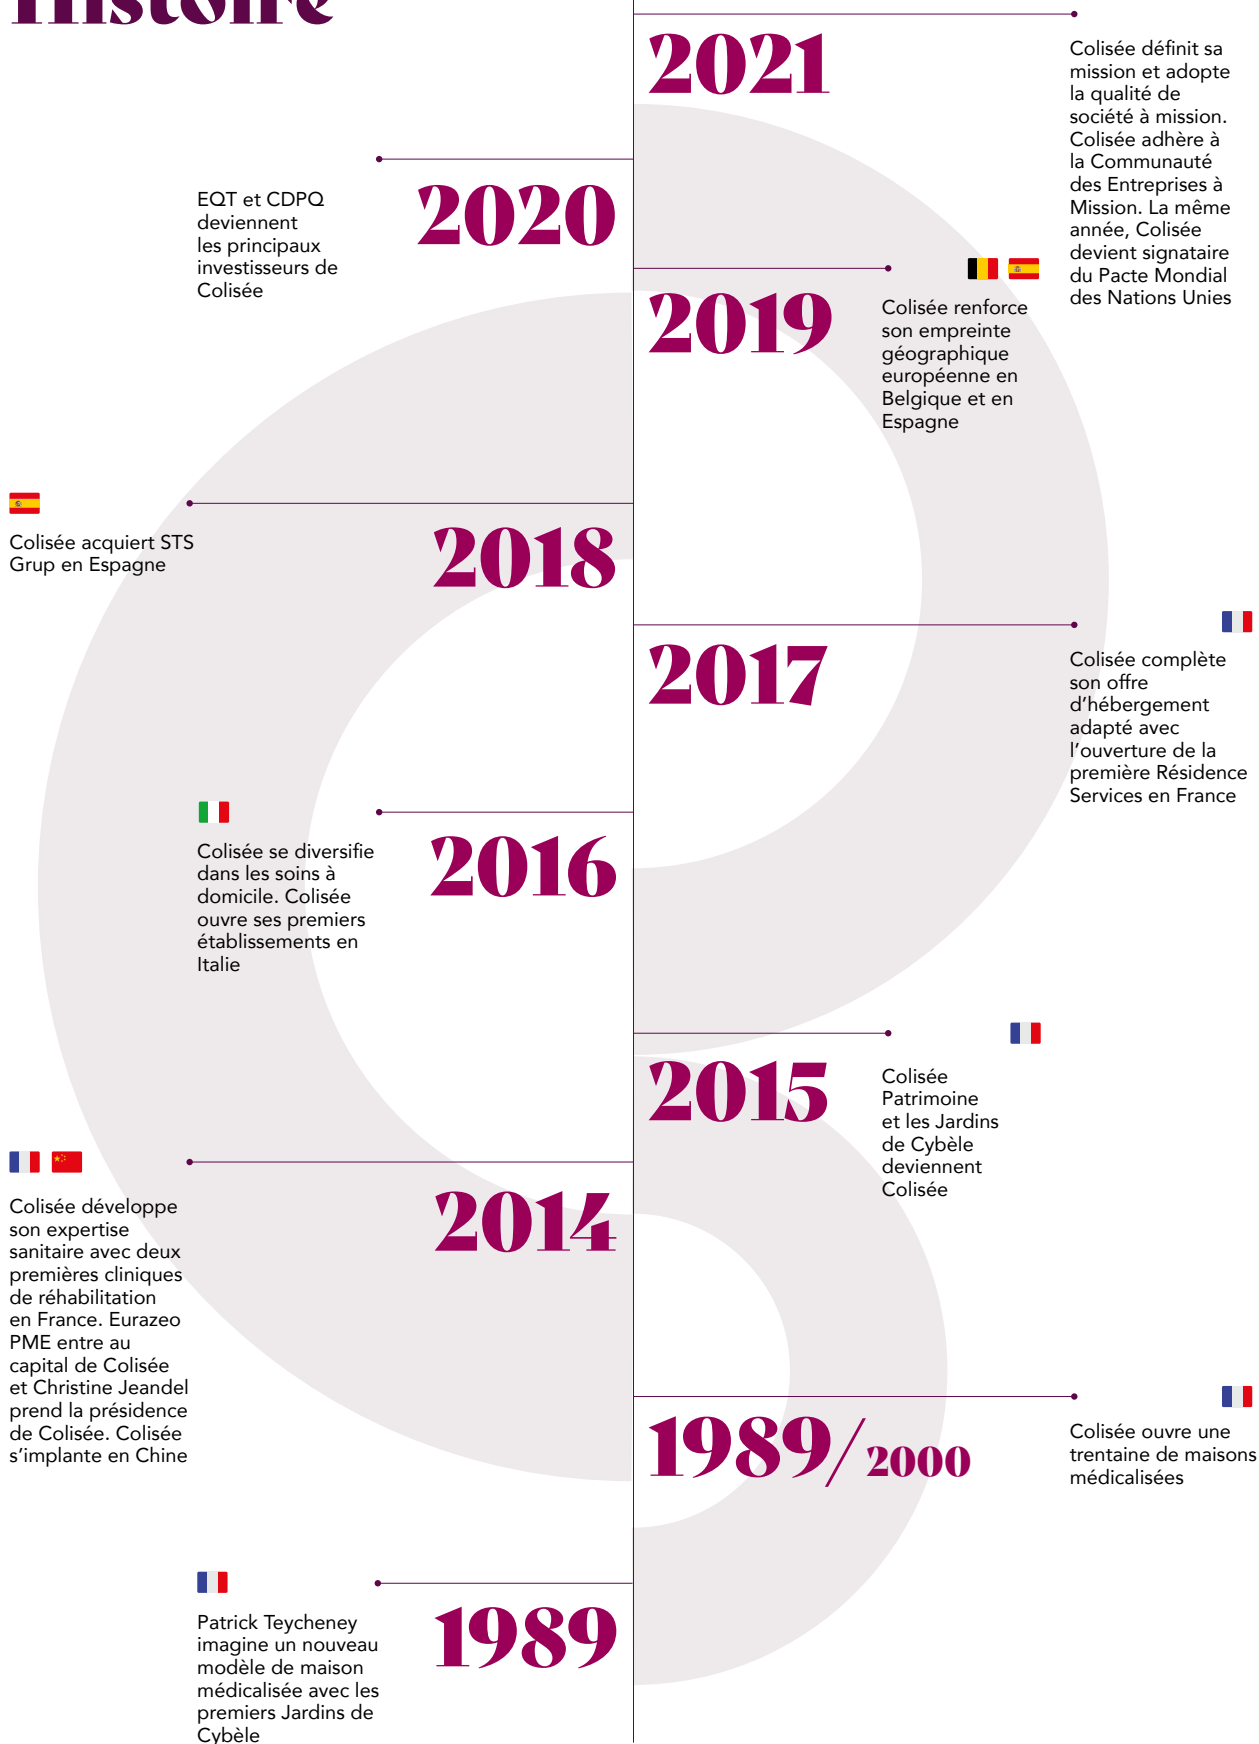 Histoire
2021
Colisée définit sa
mission et adopte
la qualité de
société à mission.
Colisée adhère à
la Communauté
des Entreprises à
Mission. La même
année, Colisée
devient signataire
du Pacte Mondial
des Nations Unies
2020
EQT et CDPQ
deviennent
les principaux
investisseurs de
Colisée
2019
Colisée renforce
son empreinte
géographique
européenne en
Belgique et en
Espagne
2018
Colisée acquiert STS
Grup en Espagne
2017
Colisée complète
son offre
d’hébergement
adapté avec
l’ouverture de la
première Résidence
Services en France
2016
Colisée se diversifie
dans les soins à
domicile. Colisée
ouvre ses premiers
établissements en
Italie
2015
Colisée
Patrimoine
et les Jardins
de Cybèle
deviennent
Colisée
2014
Colisée développe
son expertise
sanitaire avec deux
premières cliniques
de réhabilitation
en France. Eurazeo
PME entre au
capital de Colisée
et Christine Jeandel
prend la présidence
de Colisée. Colisée
s’implante en Chine
1989/2000
Colisée ouvre une
trentaine de maisons
médicalisées
1989
Patrick Teycheney
imagine un nouveau
modèle de maison
médicalisée avec les
premiers Jardins de
Cybèle